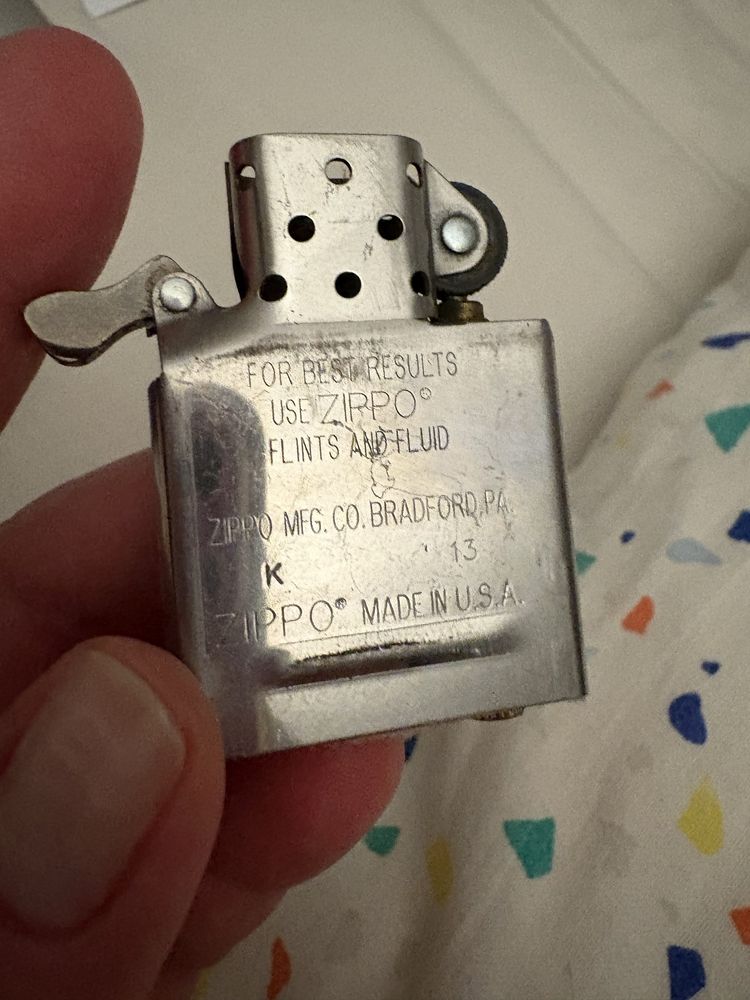 FOR BEST RESULTS
USE ZIPPO®
FLINTS AND FLUID
ZIPPO MFG. CO. BRADFORD, PA.
K 13
ZIPPO® MADE IN U.S.A.